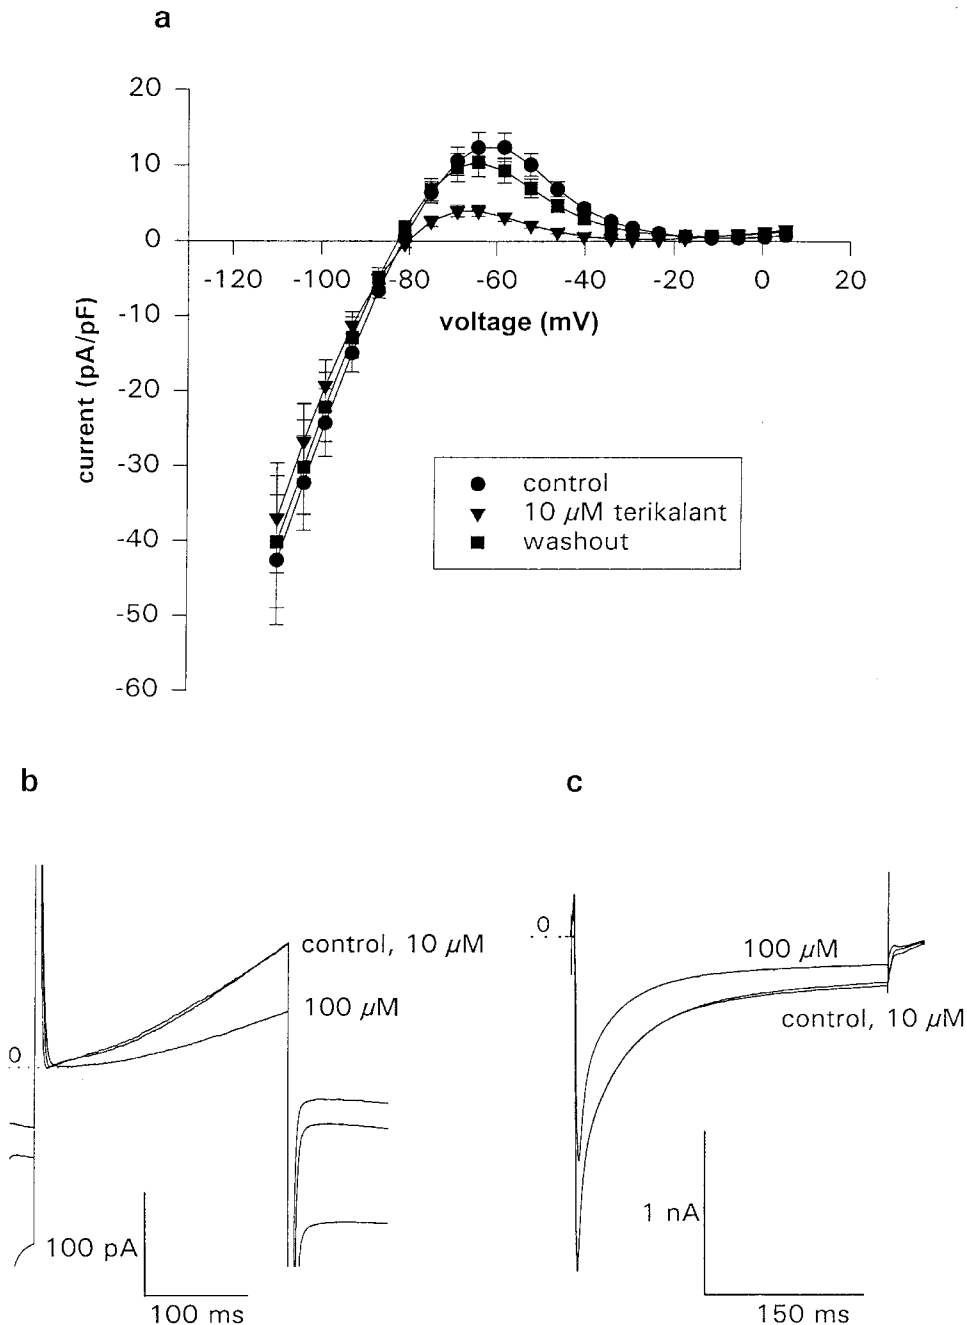 a
20
10
0
-10
-20
-30
-40
-50
-60
current (pA/pF)
-120 -100 -80 -60 -40 -20 0 20
voltage (mV)
control
10 µM terikalant
washout
b
control, 10 µM
100 µM
0
100 pA
100 ms
c
0
100 µM
control, 10 µM
1 nA
150 ms